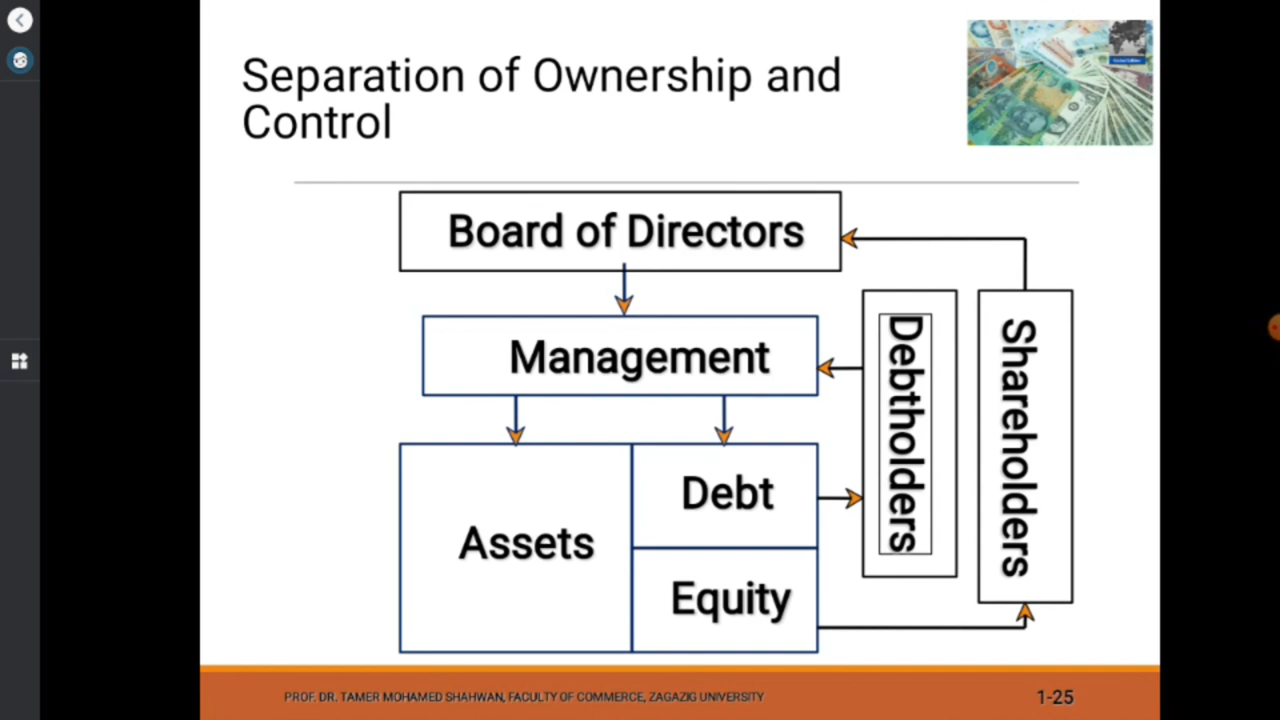 Separation of Ownership and
Control
Board of Directors
Management
Debtholders
Shareholders
Assets
Debt
Equity
PROF. DR. TAMER MOHAMED SHAHWAN, FACULTY OF COMMERCE, ZAGAZIG UNIVERSITY
1-25